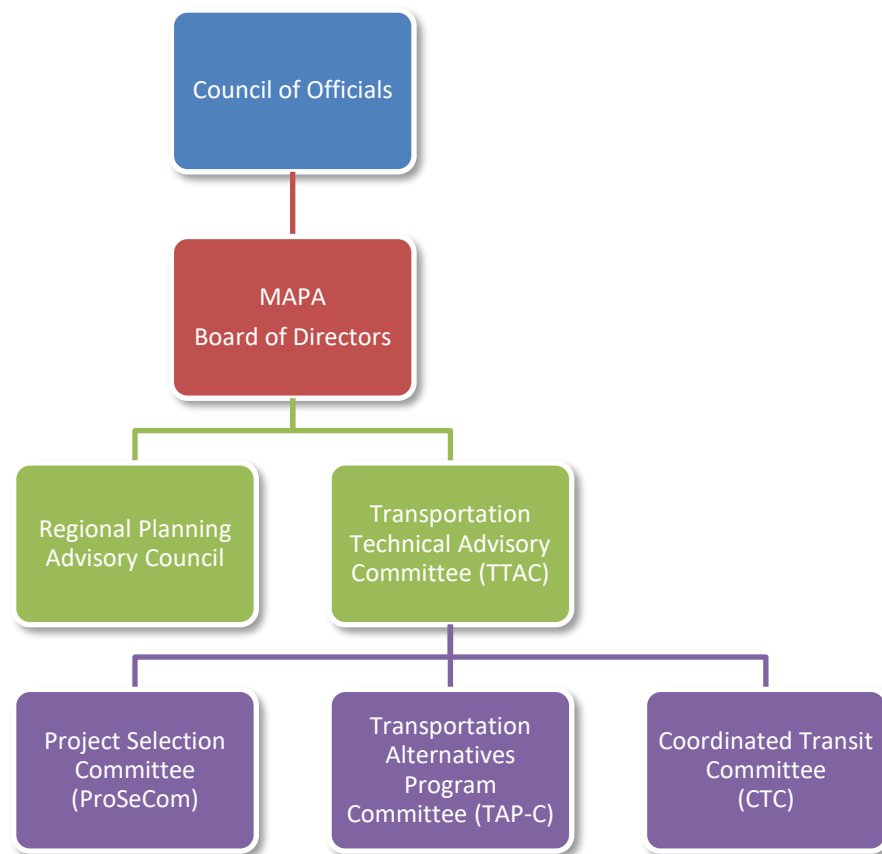 Council of Officials
MAPA
Board of Directors
Regional Planning
Advisory Council
Transportation
Technical Advisory
Committee (TTAC)
Project Selection
Committee
(ProSeCom)
Transportation
Alternatives
Program
Committee (TAP-C)
Coordinated Transit
Committee
(CTC)